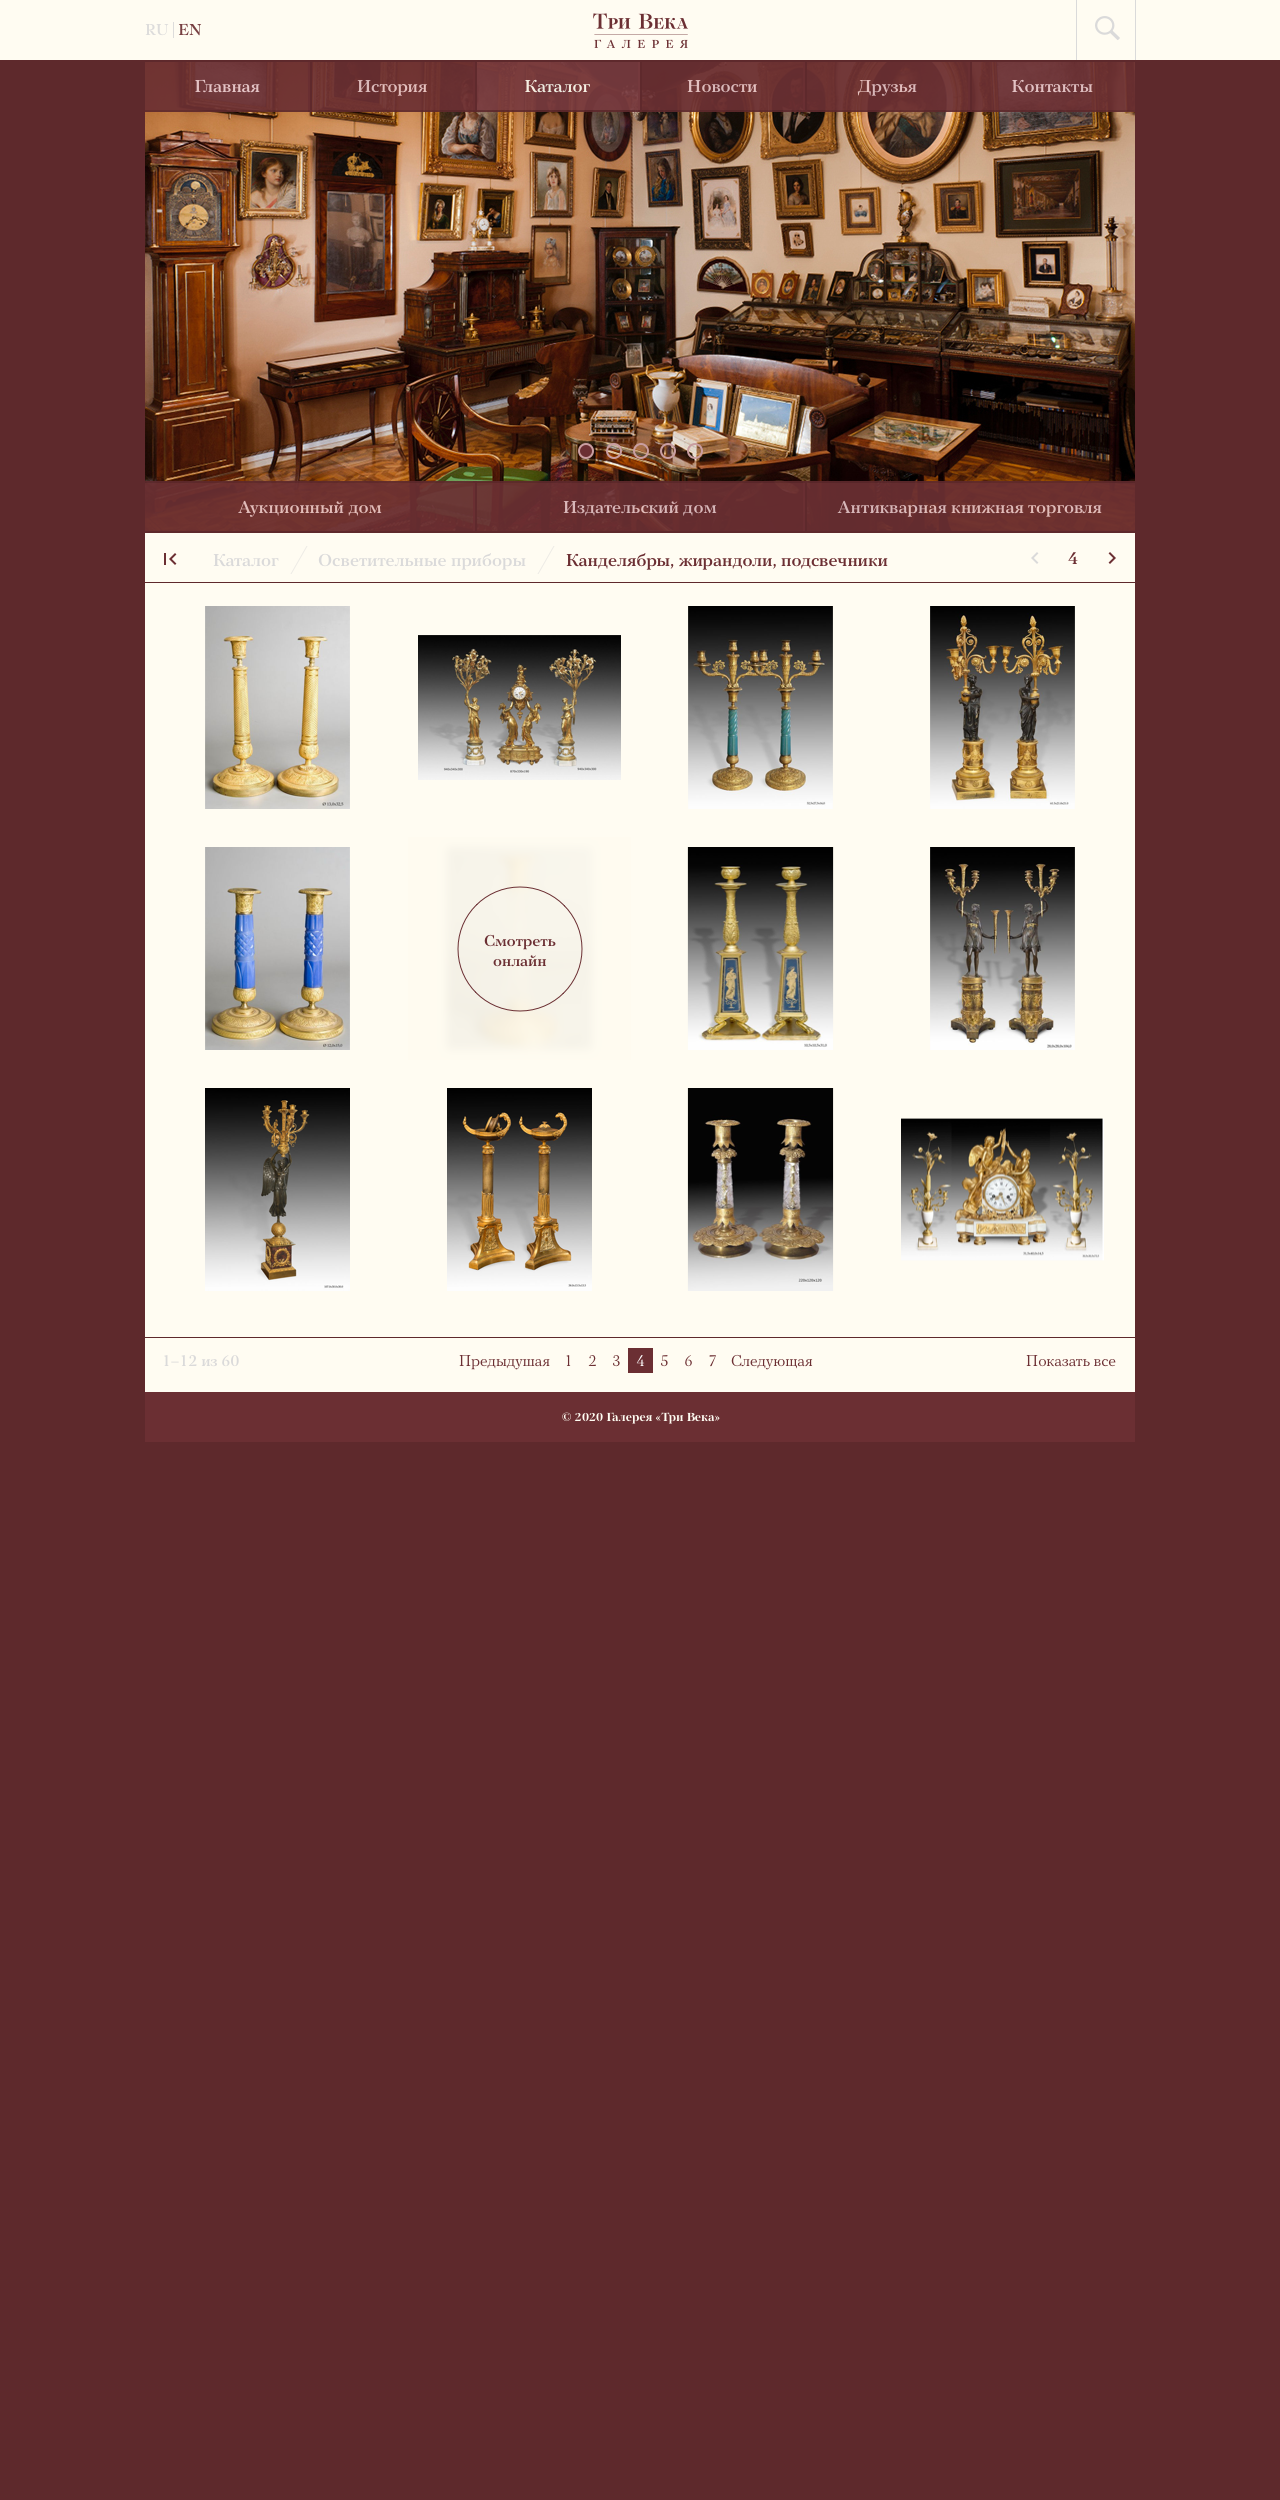 RU | EN
Три Века
ГАЛЕРЕЯ
Главная
История
Каталог
Новости
Друзья
Контакты
Аукционный дом
Издательский дом
Антикварная книжная торговля
Каталог / Осветительные приборы / Канделябры, жирандоли, подсвечники
4
Смотреть
онлайн
1–12 из 60
Предыдущая 1 2 3 4 5 6 7 Следующая
Показать все
© 2020 Галерея «Три Века»